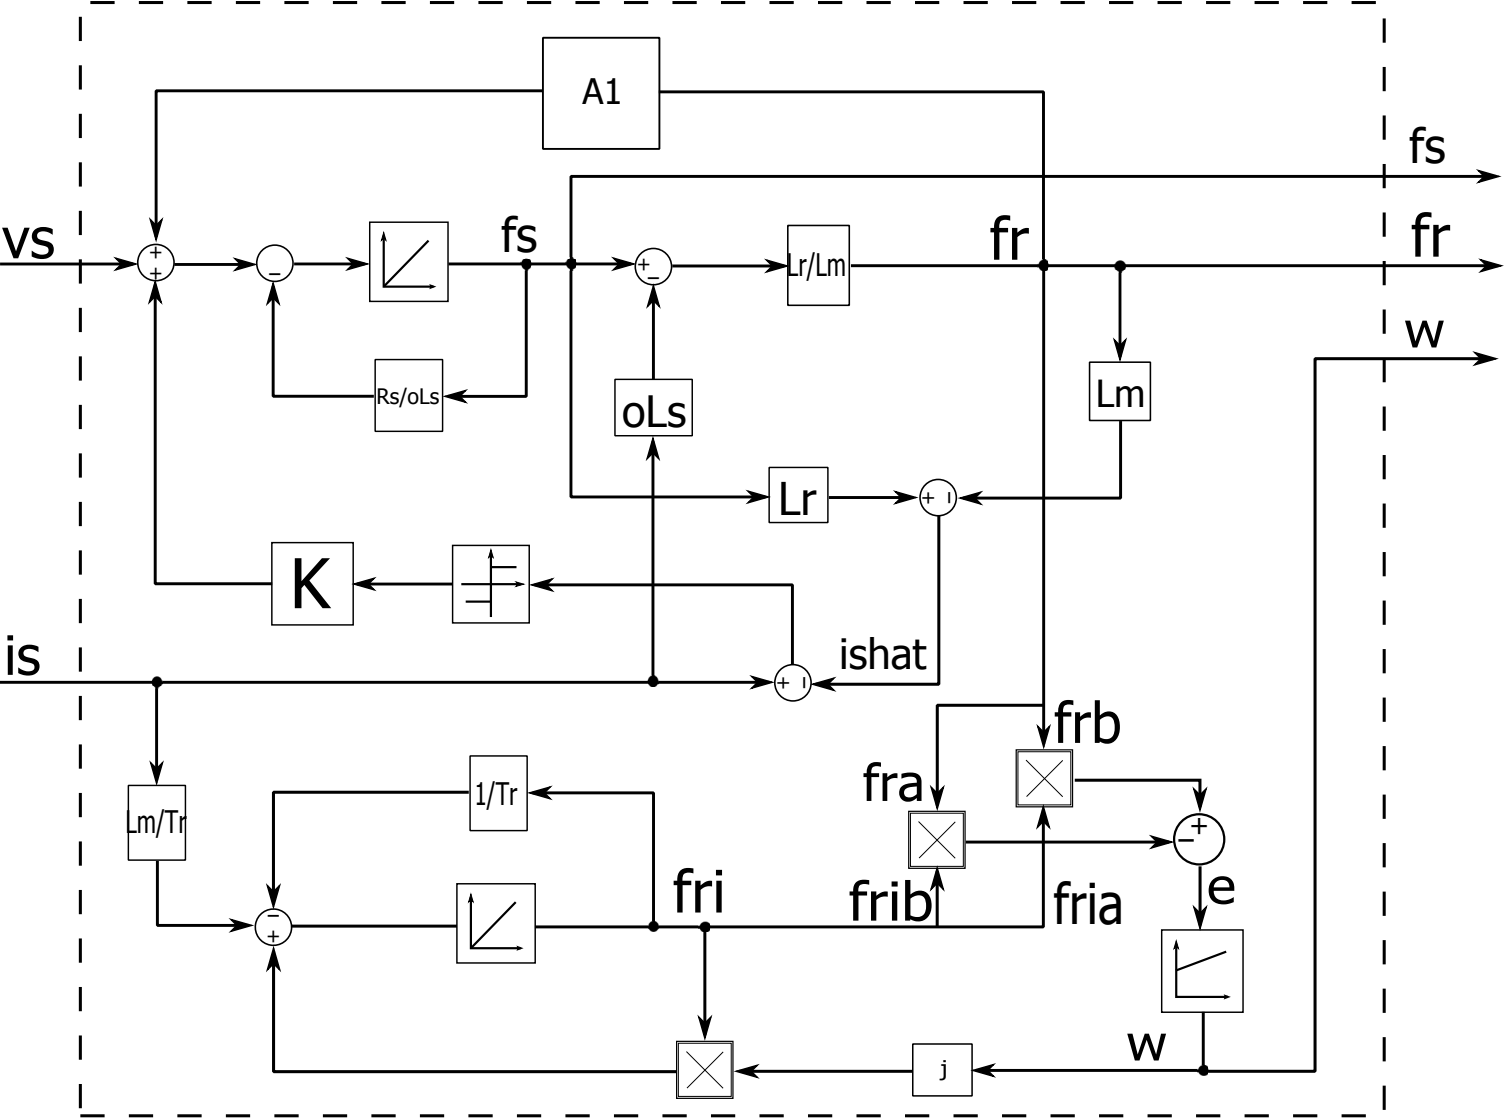 A1
fs
vs
+
+
−
fs
+
−
Lr/Lm
fr
fr
w
Rs/oLs
oLs
Lm
Lr
+ ı
K
is
+ ı
ishat
frb
fra
1/Tr
Lm/Tr
+
−
fri
frib
fria
e
−
+
w
j